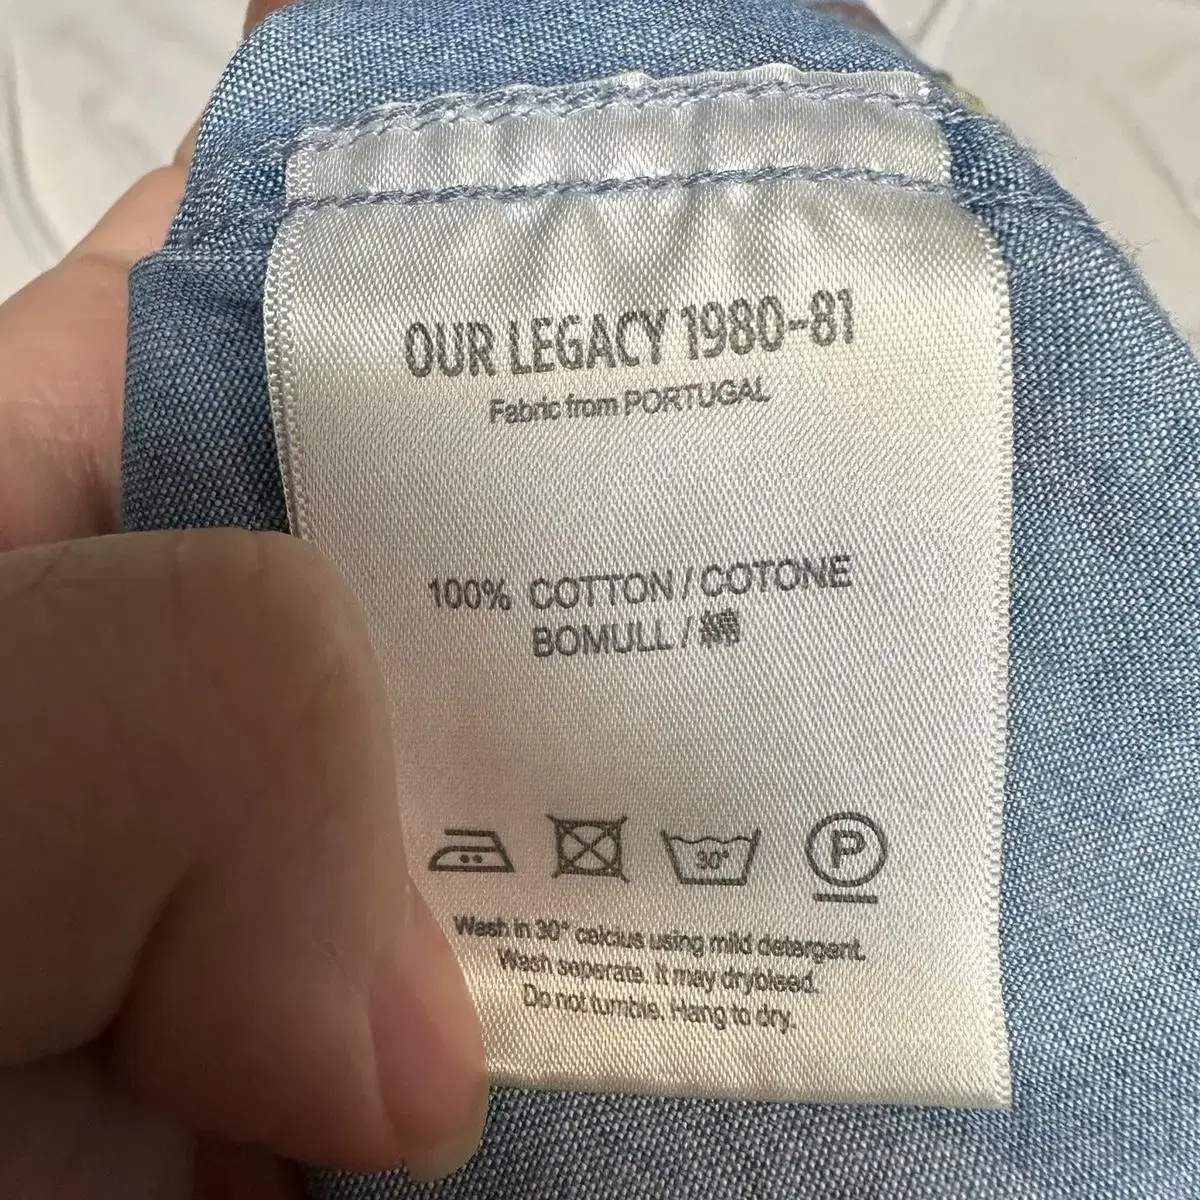 OUR LEGACY 1980-81
Fabric from PORTUGAL
100% COTTON / COTONE
BOMULL / 綿
30°
P
Wash in 30° celcius using mild detergent.
Wash seperate. It may drybleed.
Do not tumble. Hang to dry.